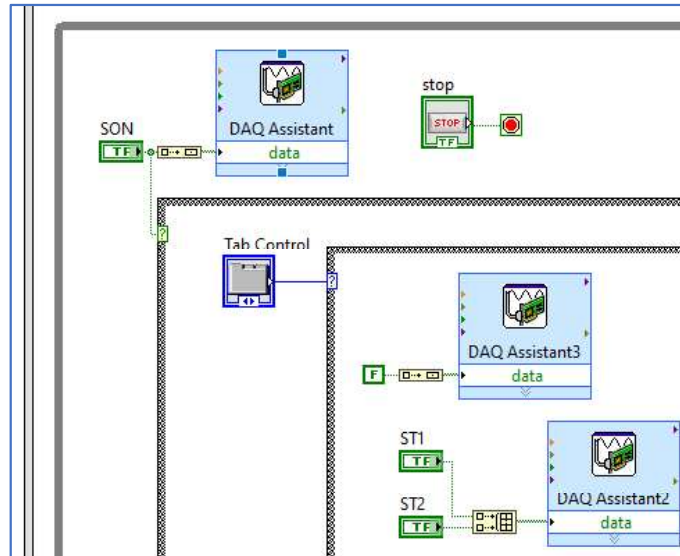 stop
STOP
TF
SON
TF
DAQ Assistant
data
?
Tab Control
?
DAQ Assistant3
F
data
ST1
TF
ST2
TF
DAQ Assistant2
data